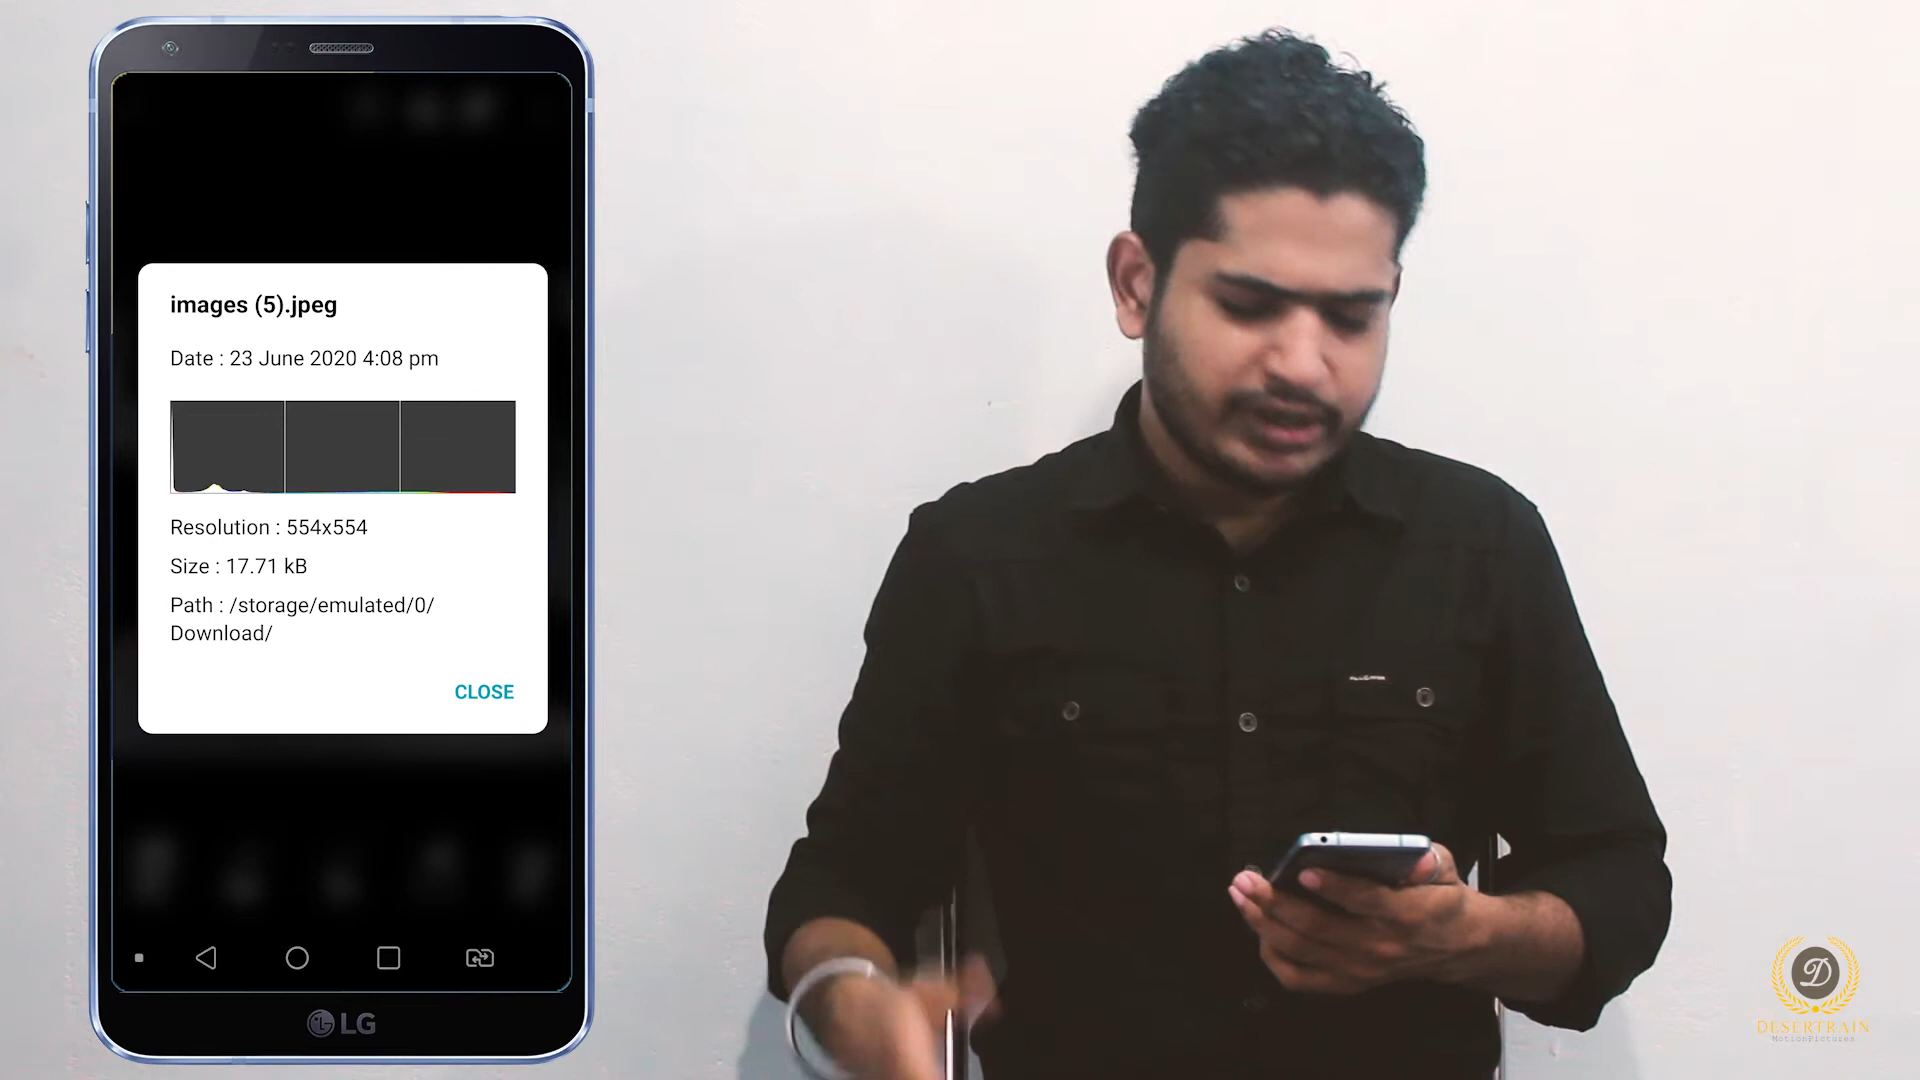 images (5).jpeg
Date : 23 June 2020 4:08 pm
Resolution : 554x554
Size : 17.71 kB
Path : /storage/emulated/0/
Download/
CLOSE
LG
D
DESERTRAIN
MotionPictures